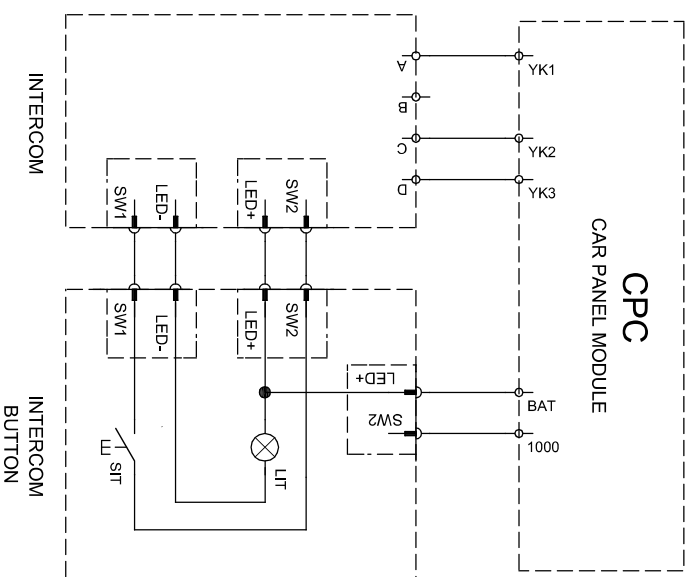 A
B
C
D
YK1
YK2
YK3
INTERCOM
SW1
LED-
LED+
SW2
CPC
CAR PANEL MODULE
SW1
LED-
LED+
SW2
LED+
SW2
BAT
1000
INTERCOM
BUTTON
SIT
LIT